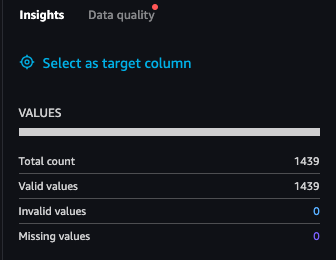 Insights Data quality
Select as target column
VALUES
Total count 1439
Valid values 1439
Invalid values 0
Missing values 0